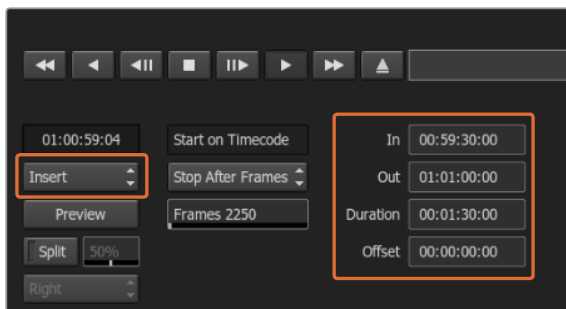 01:00:59:04
Start on Timecode
In 00:59:30:00
Insert
Stop After Frames
Out 01:01:00:00
Preview
Frames 2250
Duration 00:01:30:00
Split 50%
Offset 00:00:00:00
Right